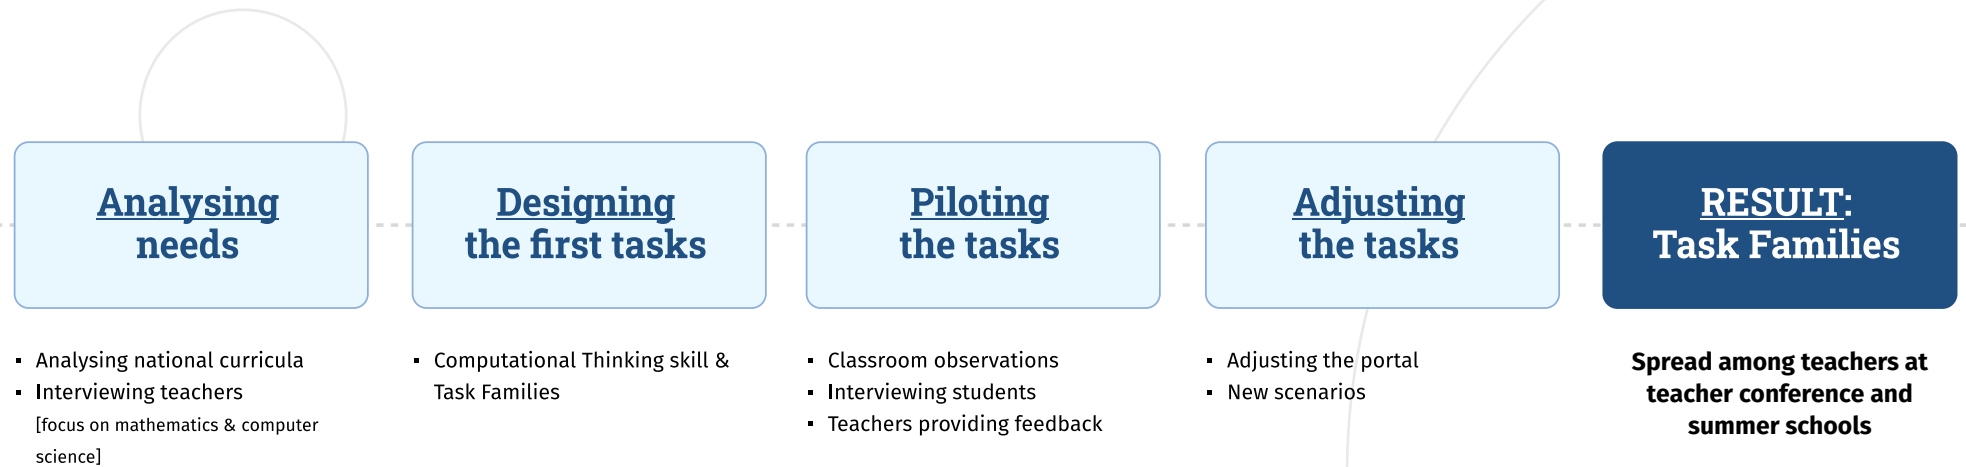 Analysing
needs
▪ Analysing national curricula
▪ Interviewing teachers
[focus on mathematics & computer
science]
Designing
the first tasks
▪ Computational Thinking skill &
Task Families
Piloting
the tasks
▪ Classroom observations
▪ Interviewing students
▪ Teachers providing feedback
Adjusting
the tasks
▪ Adjusting the portal
▪ New scenarios
RESULT:
Task Families
Spread among teachers at
teacher conference and
summer schools